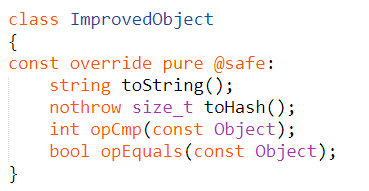 class ImprovedObject
{
const override pure @safe:
    string toString();
    nothrow size_t toHash();
    int opCmp(const Object);
    bool opEquals(const Object);
}